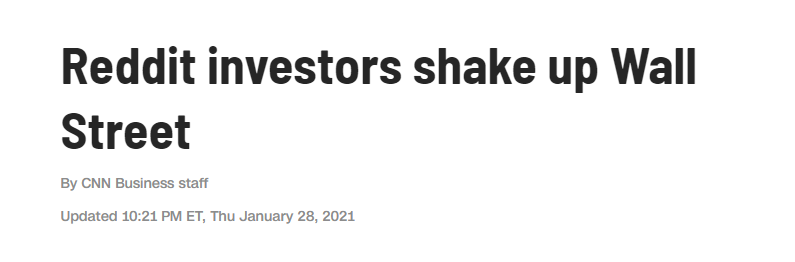 Reddit investors shake up Wall
Street
By CNN Business staff
Updated 10:21 PM ET, Thu January 28, 2021